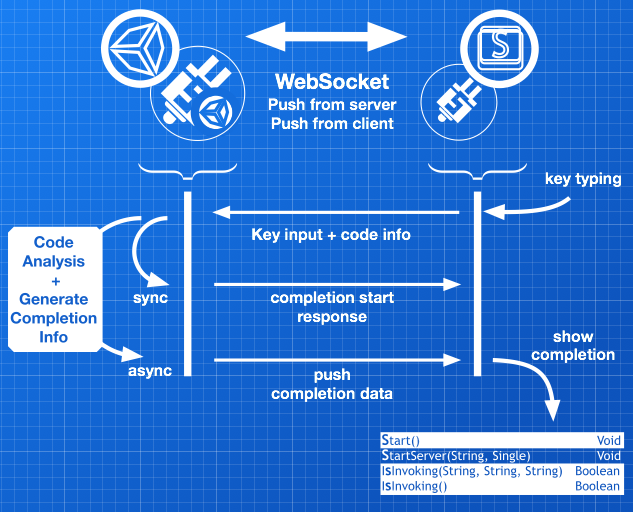 S
WebSocket
Push from server
Push from client
key typing
Key input + code info
Code
Analysis
+
Generate
Completion
Info
sync
completion start
response
async
push
completion data
show
completion
Start() Void
StartServer(String, Single) Void
IsInvoking(String, String, String) Boolean
IsInvoking() Boolean